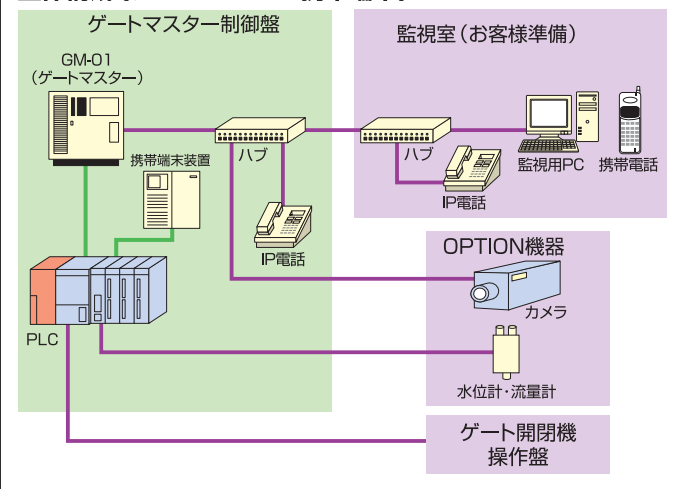 ゲートマスター制御盤
GM-01
（ゲートマスター）
携帯端末装置
ハブ
IP電話
PLC
監視室（お客様準備）
ハブ
IP電話
監視用PC
携帯電話
OPTION機器
カメラ
水位計・流量計
ゲート開閉機
操作盤